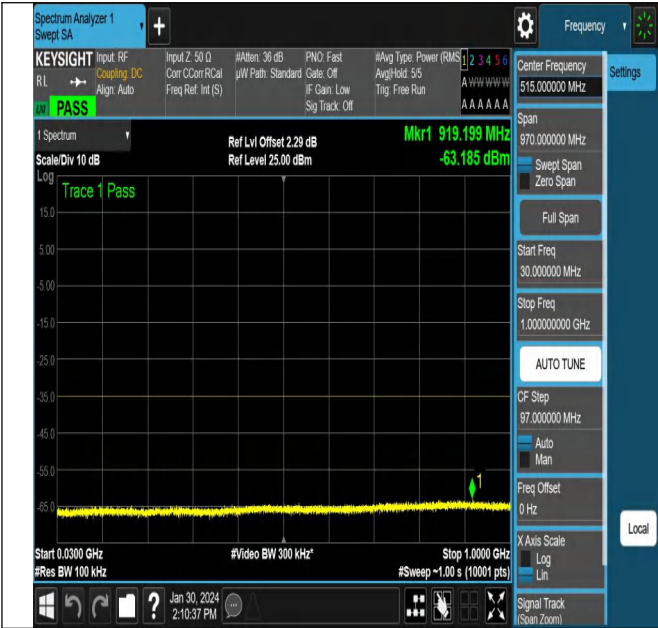 Spectrum Analyzer 1
Swept SA
+
Frequency
KEYSIGHT
RL
PASS
Input: RF
Coupling: DC
Align: Auto
Input Z: 50 Ω
Corr CCorr RCal
Freq Ref: Int (S)
#Atten: 36 dB
µW Path: Standard
PNO: Fast
Gate: Off
IF Gain: Low
Sig Track: Off
#Avg Type: Power (RMS
Avg|Hold: 5/5
Trig: Free Run
1 2 3 4 5 6
A W W W W W
A A A A A A
1 Spectrum
Scale/Div 10 dB
Ref Lvl Offset 2.29 dB
Ref Level 25.00 dBm
Mkr1 919.199 MHz
-63.185 dBm
Log
Trace 1 Pass
15.0
5.00
-5.00
-15.0
-25.0
-35.0
-45.0
-55.0
-65.0
1
Start 0.0300 GHz
#Res BW 100 kHz
#Video BW 300 kHz*
Stop 1.0000 GHz
#Sweep ~1.00 s (10001 pts)
Center Frequency
515.000000 MHz
Settings
Span
970.000000 MHz
Swept Span
Zero Span
Full Span
Start Freq
30.000000 MHz
Stop Freq
1.000000000 GHz
AUTO TUNE
CF Step
97.000000 MHz
Auto
Man
Freq Offset
0 Hz
X Axis Scale
Log
Lin
Local
Signal Track
(Span Zoom)
?
Jan 30, 2024
2:10:37 PM